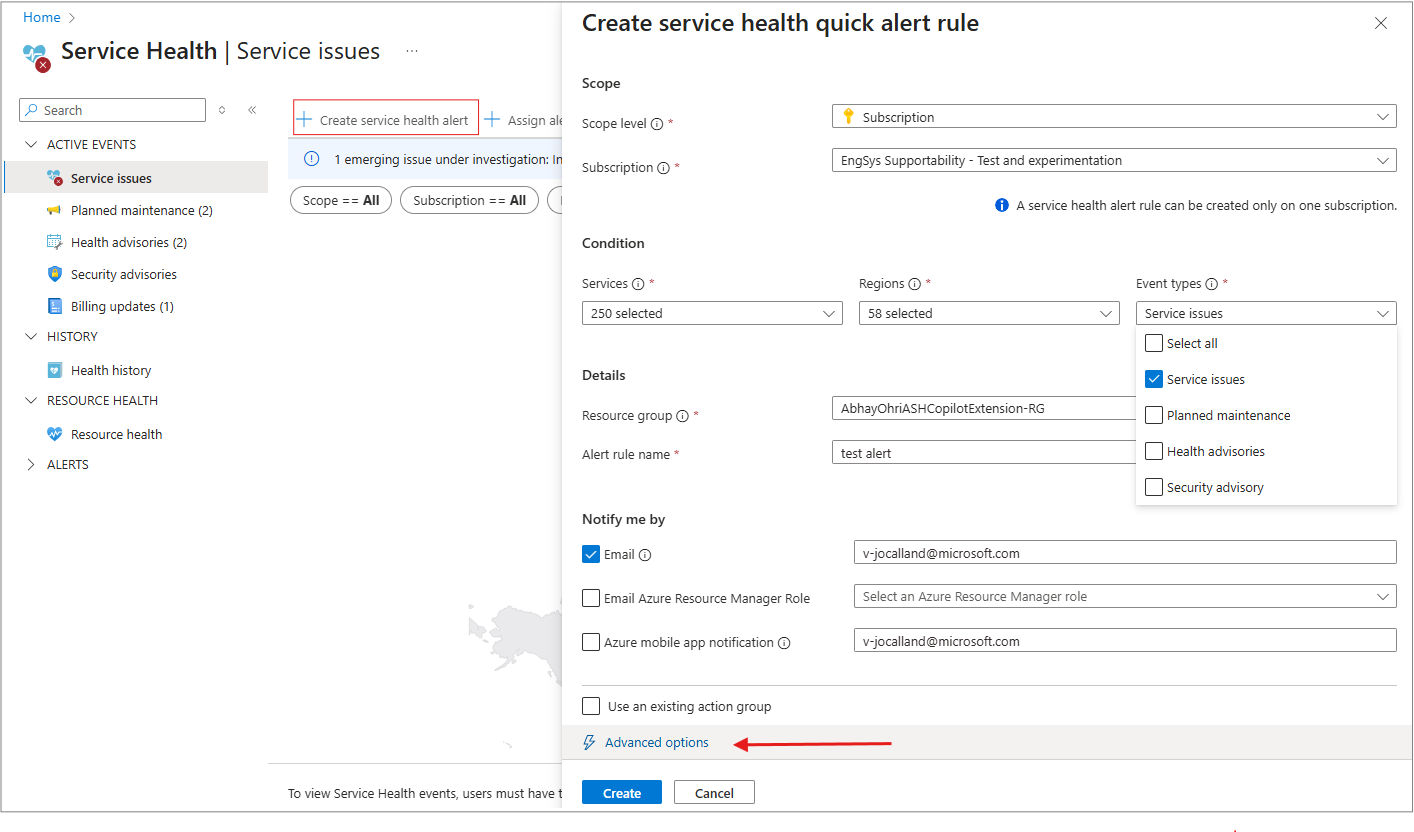 Home
Service Health | Service issues ...
Search
ACTIVE EVENTS
Service issues
Planned maintenance (2)
Health advisories (2)
Security advisories
Billing updates (1)
HISTORY
Health history
RESOURCE HEALTH
Resource health
ALERTS
Create service health alert
Assign ale
1 emerging issue under investigation: In
Scope == All
Subscription == All
To view Service Health events, users must have t
Create service health quick alert rule
Scope
Scope level *
Subscription
Subscription *
EngSys Supportability - Test and experimentation
A service health alert rule can be created only on one subscription.
Condition
Services * Regions * Event types *
250 selected 58 selected Service issues
Select all
Service issues
Planned maintenance
Health advisories
Security advisory
Details
Resource group *
AbhayOhriASHCopilotExtension-RG
Alert rule name *
test alert
Notify me by
Email
v-jocalland@microsoft.com
Email Azure Resource Manager Role
Select an Azure Resource Manager role
Azure mobile app notification
v-jocalland@microsoft.com
Use an existing action group
Advanced options
Create Cancel